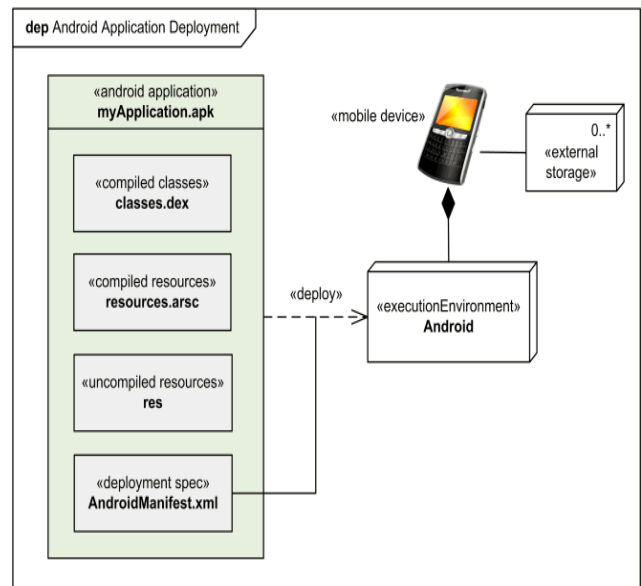 dep Android Application Deployment
«android application»
myApplication.apk
«compiled classes»
classes.dex
«compiled resources»
resources.arsc
«uncompiled resources»
res
«deployment spec»
AndroidManifest.xml
«deploy»
«mobile device»
0..*
«external
storage»
«executionEnvironment»
Android